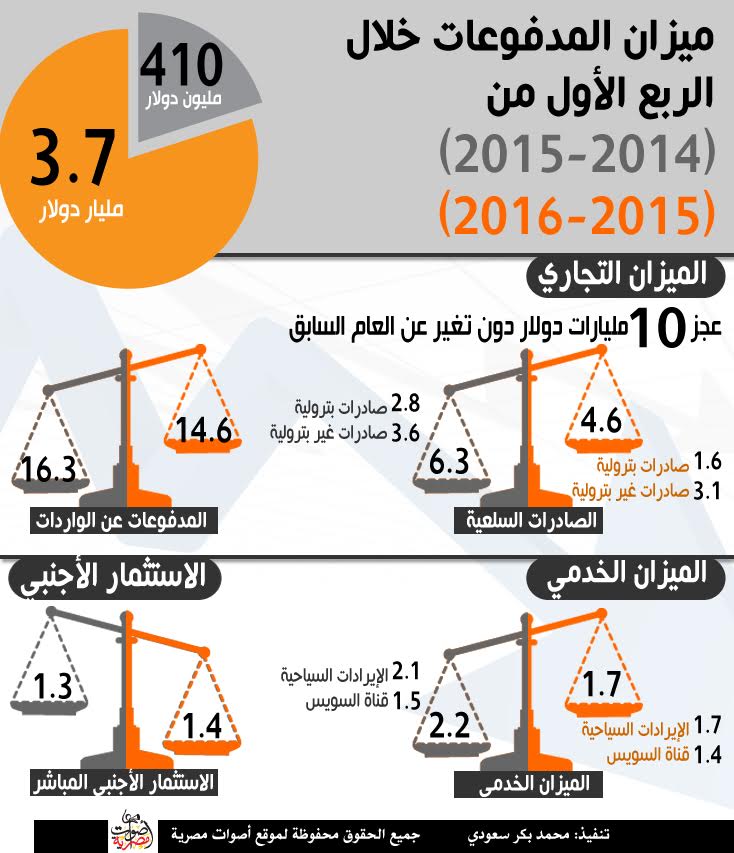 ميزان المدفوعات خلال
الربع الأول من
(2014-2015)
(2015-2016)
410
مليون دولار
3.7
مليار دولار
الميزان التجاري
عجز 10 مليارات دولار دون تغير عن العام السابق
4.6
6.3
2.8 صادرات بترولية
3.6 صادرات غير بترولية
1.6 صادرات بترولية
3.1 صادرات غير بترولية
الصادرات السلعية
14.6
16.3
المدفوعات عن الواردات
الميزان الخدمي
1.7
2.2
2.1 الإيرادات السياحية
1.5 قناة السويس
1.7 الإيرادات السياحية
1.4 قناة السويس
الميزان الخدمى
الاستثمار الأجنبي
1.3
1.4
الاستثمار الأجنبي المباشر
تنفيذ: محمد بكر سعودي
جميع الحقوق محفوظة لموقع أصوات مصرية
أصوات
مصرية